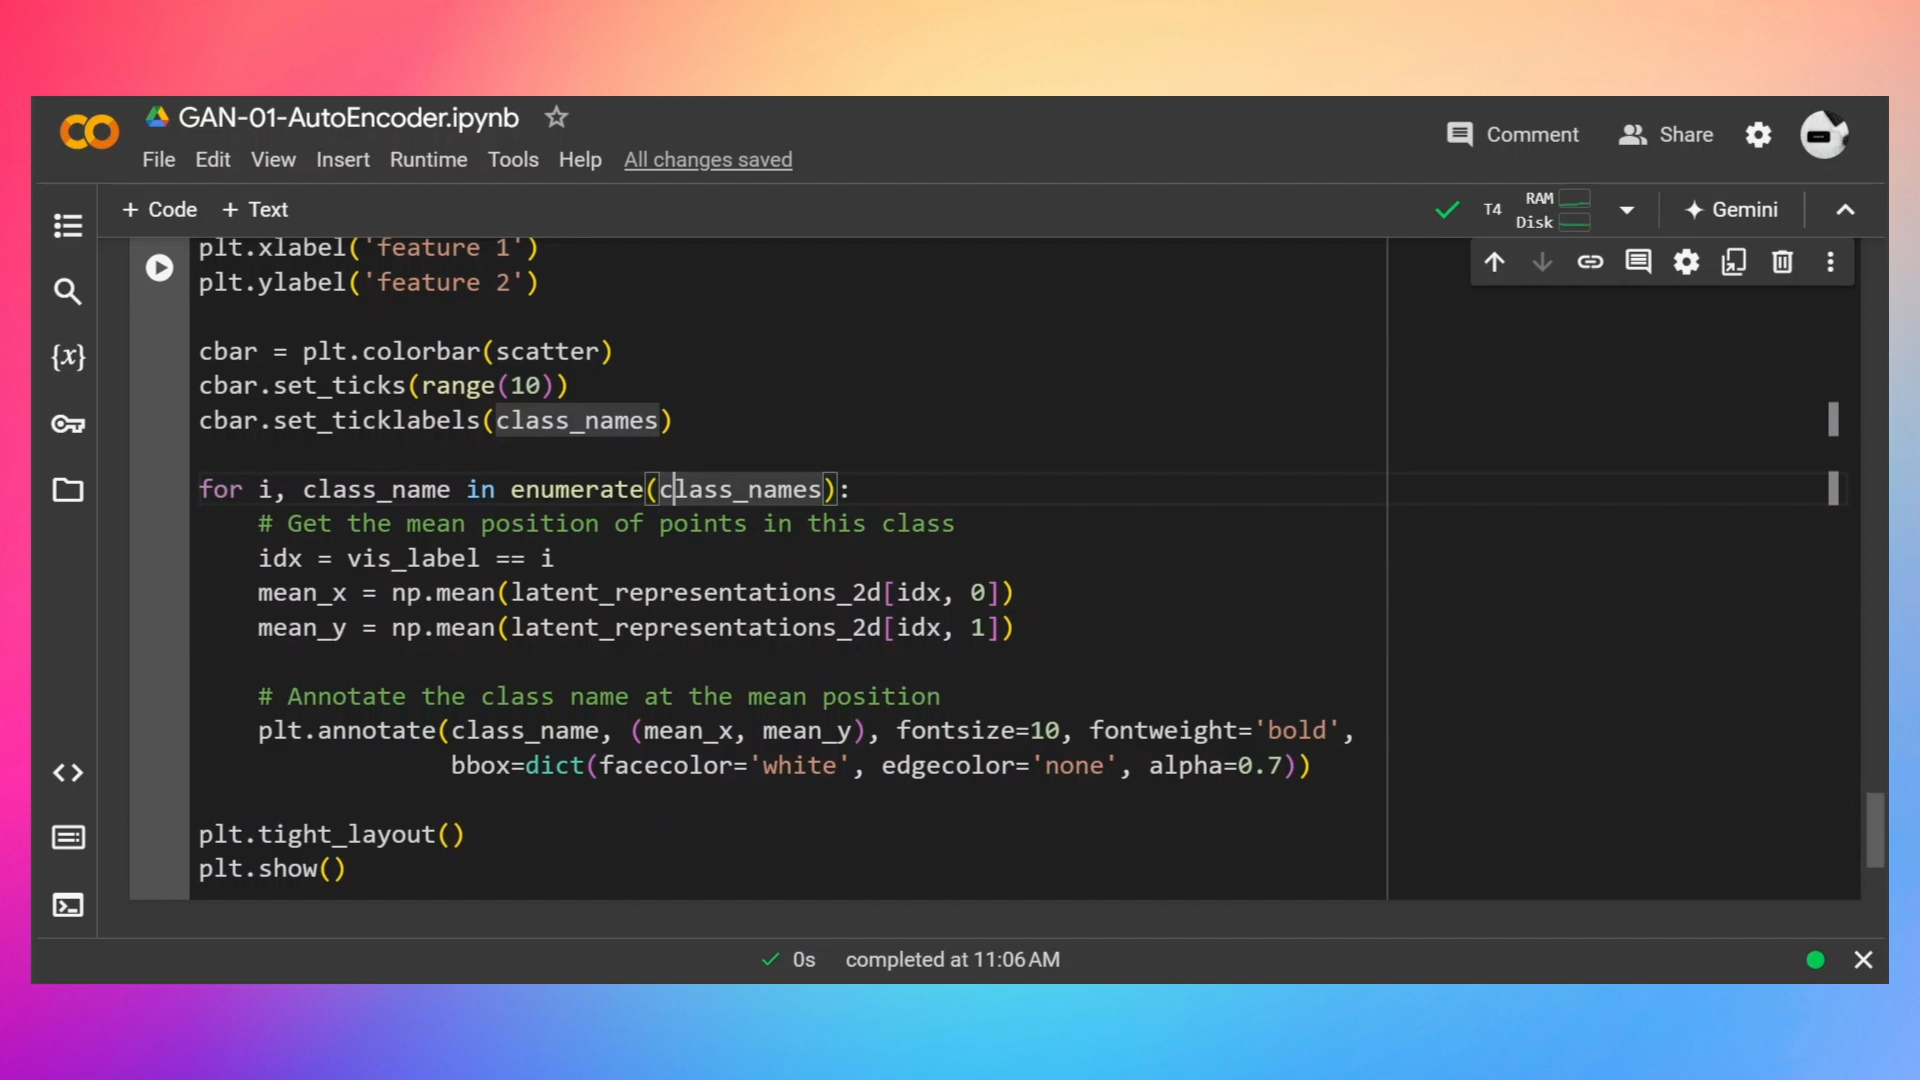 GAN-01-AutoEncoder.ipynb
File Edit View Insert Runtime Tools Help All changes saved
Comment Share
+ Code + Text
T4 RAM Disk Gemini
plt.xlabel('feature 1')
plt.ylabel('feature 2')
cbar = plt.colorbar(scatter)
cbar.set_ticks(range(10))
cbar.set_ticklabels(class_names)
for i, class_name in enumerate(class_names):
    # Get the mean position of points in this class
    idx = vis_label == i
    mean_x = np.mean(latent_representations_2d[idx, 0])
    mean_y = np.mean(latent_representations_2d[idx, 1])
    # Annotate the class name at the mean position
    plt.annotate(class_name, (mean_x, mean_y), fontsize=10, fontweight='bold',
                 bbox=dict(facecolor='white', edgecolor='none', alpha=0.7))
plt.tight_layout()
plt.show()
{x}
0s completed at 11:06 AM